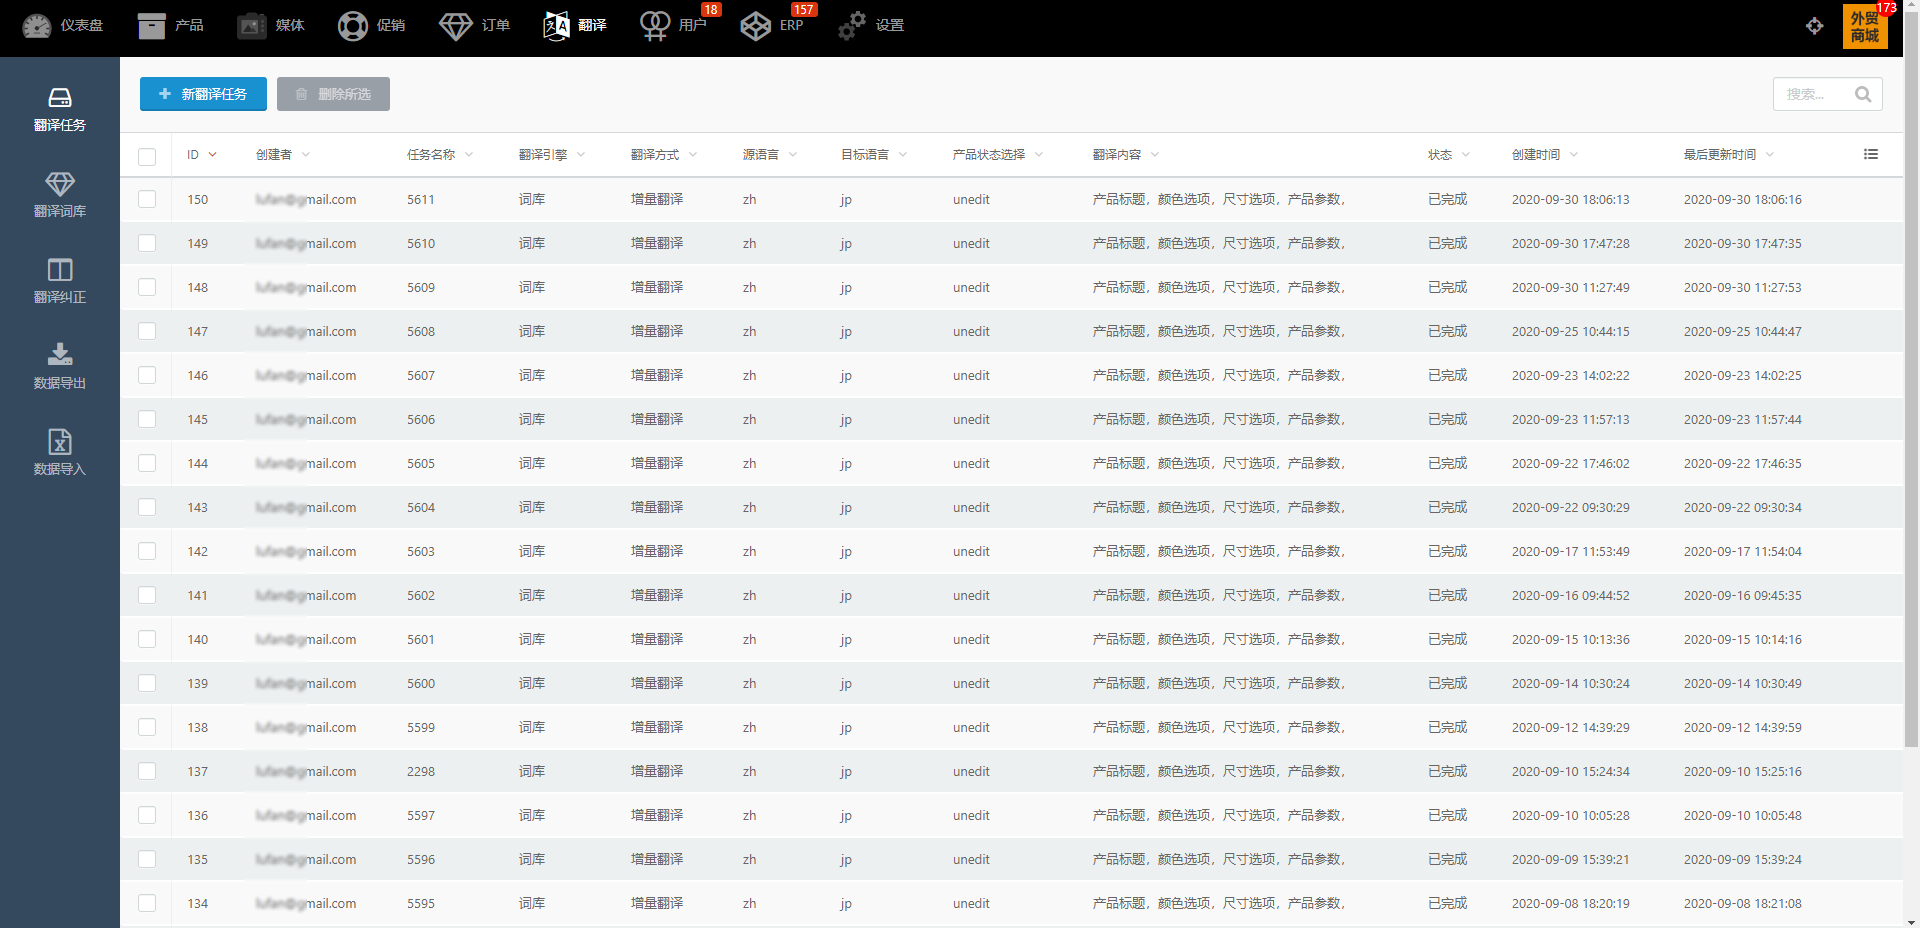 仪表盘 产品 媒体 促销 订单 翻译 用户 18 ERP 157 设置 外贸商城 173
翻译任务
翻译词库
翻译纠正
数据导出
数据导入
+ 新翻译任务 删除所选 搜索...
ID 创建者 任务名称 翻译引擎 翻译方式 源语言 目标语言 产品状态选择 翻译内容 状态 创建时间 最后更新时间
150 mail.com 5611 词库 增量翻译 zh jp unedit 产品标题，颜色选项，尺寸选项，产品参数， 已完成 2020-09-30 18:06:13 2020-09-30 18:06:16
149 mail.com 5610 词库 增量翻译 zh jp unedit 产品标题，颜色选项，尺寸选项，产品参数， 已完成 2020-09-30 17:47:28 2020-09-30 17:47:35
148 mail.com 5609 词库 增量翻译 zh jp unedit 产品标题，颜色选项，尺寸选项，产品参数， 已完成 2020-09-30 11:27:49 2020-09-30 11:27:53
147 mail.com 5608 词库 增量翻译 zh jp unedit 产品标题，颜色选项，尺寸选项，产品参数， 已完成 2020-09-25 10:44:15 2020-09-25 10:44:47
146 mail.com 5607 词库 增量翻译 zh jp unedit 产品标题，颜色选项，尺寸选项，产品参数， 已完成 2020-09-23 14:02:22 2020-09-23 14:02:25
145 mail.com 5606 词库 增量翻译 zh jp unedit 产品标题，颜色选项，尺寸选项，产品参数， 已完成 2020-09-23 11:57:13 2020-09-23 11:57:44
144 mail.com 5605 词库 增量翻译 zh jp unedit 产品标题，颜色选项，尺寸选项，产品参数， 已完成 2020-09-22 17:46:02 2020-09-22 17:46:35
143 mail.com 5604 词库 增量翻译 zh jp unedit 产品标题，颜色选项，尺寸选项，产品参数， 已完成 2020-09-22 09:30:29 2020-09-22 09:30:34
142 mail.com 5603 词库 增量翻译 zh jp unedit 产品标题，颜色选项，尺寸选项，产品参数， 已完成 2020-09-17 11:53:49 2020-09-17 11:54:04
141 mail.com 5602 词库 增量翻译 zh jp unedit 产品标题，颜色选项，尺寸选项，产品参数， 已完成 2020-09-16 09:44:52 2020-09-16 09:45:35
140 mail.com 5601 词库 增量翻译 zh jp unedit 产品标题，颜色选项，尺寸选项，产品参数， 已完成 2020-09-15 10:13:36 2020-09-15 10:14:16
139 mail.com 5600 词库 增量翻译 zh jp unedit 产品标题，颜色选项，尺寸选项，产品参数， 已完成 2020-09-14 10:30:24 2020-09-14 10:30:49
138 mail.com 5599 词库 增量翻译 zh jp unedit 产品标题，颜色选项，尺寸选项，产品参数， 已完成 2020-09-12 14:39:29 2020-09-12 14:39:59
137 mail.com 2298 词库 增量翻译 zh jp unedit 产品标题，颜色选项，尺寸选项，产品参数， 已完成 2020-09-10 15:24:34 2020-09-10 15:25:16
136 mail.com 5597 词库 增量翻译 zh jp unedit 产品标题，颜色选项，尺寸选项，产品参数， 已完成 2020-09-10 10:05:28 2020-09-10 10:05:48
135 mail.com 5596 词库 增量翻译 zh jp unedit 产品标题，颜色选项，尺寸选项，产品参数， 已完成 2020-09-09 15:39:21 2020-09-09 15:39:24
134 mail.com 5595 词库 增量翻译 zh jp unedit 产品标题，颜色选项，尺寸选项，产品参数， 已完成 2020-09-08 18:20:19 2020-09-08 18:21:08